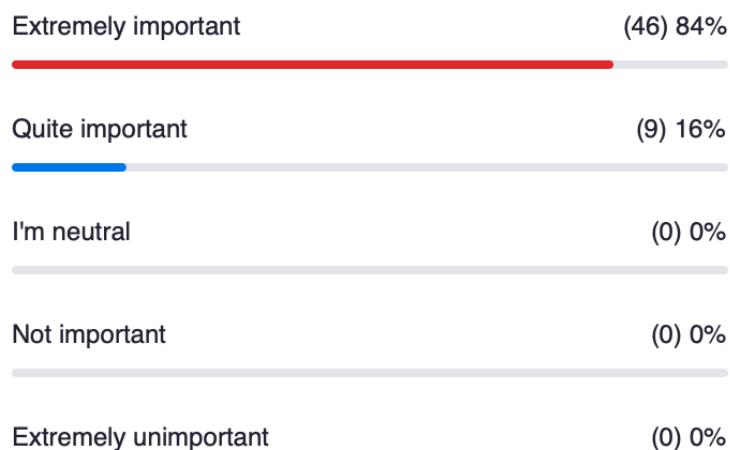 Extremely important (46) 84%
Quite important (9) 16%
I'm neutral (0) 0%
Not important (0) 0%
Extremely unimportant (0) 0%